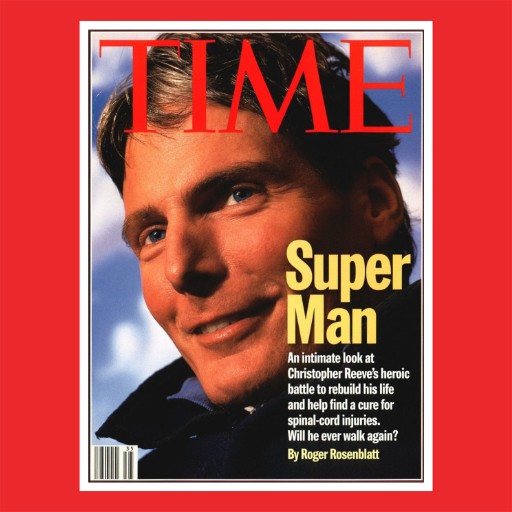 TIME
Super
Man
An intimate look at
Christopher Reeve's heroic
battle to rebuild his life
and help find a cure for
spinal-cord injuries.
Will he ever walk again?
By Roger Rosenblatt